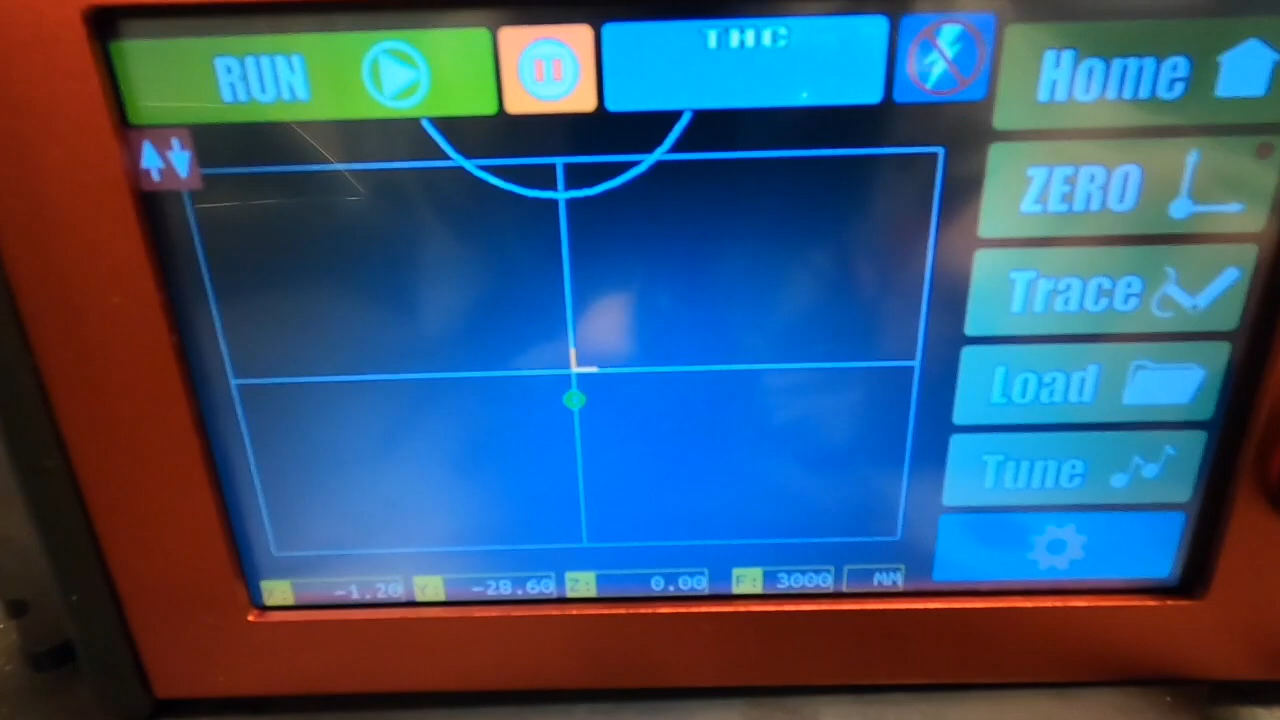 RUN
THC
Home
ZERO
Trace
Load
Tune
X: -1.20 Y: -28.60 Z: 0.00 F: 3000 MM